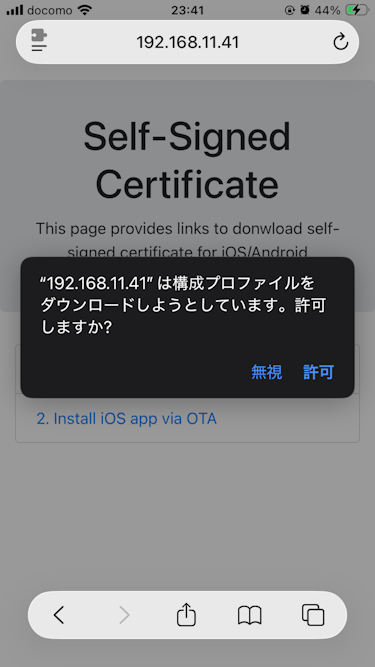 docomo 23:41 44%
192.168.11.41
Self-Signed
Certificate
This page provides links to donwload self-
signed certificate for iOS/Android
“192.168.11.41” は構成プロファイルを
ダウンロードしようとしています。許可
しますか?
無視 許可
2. Install iOS app via OTA